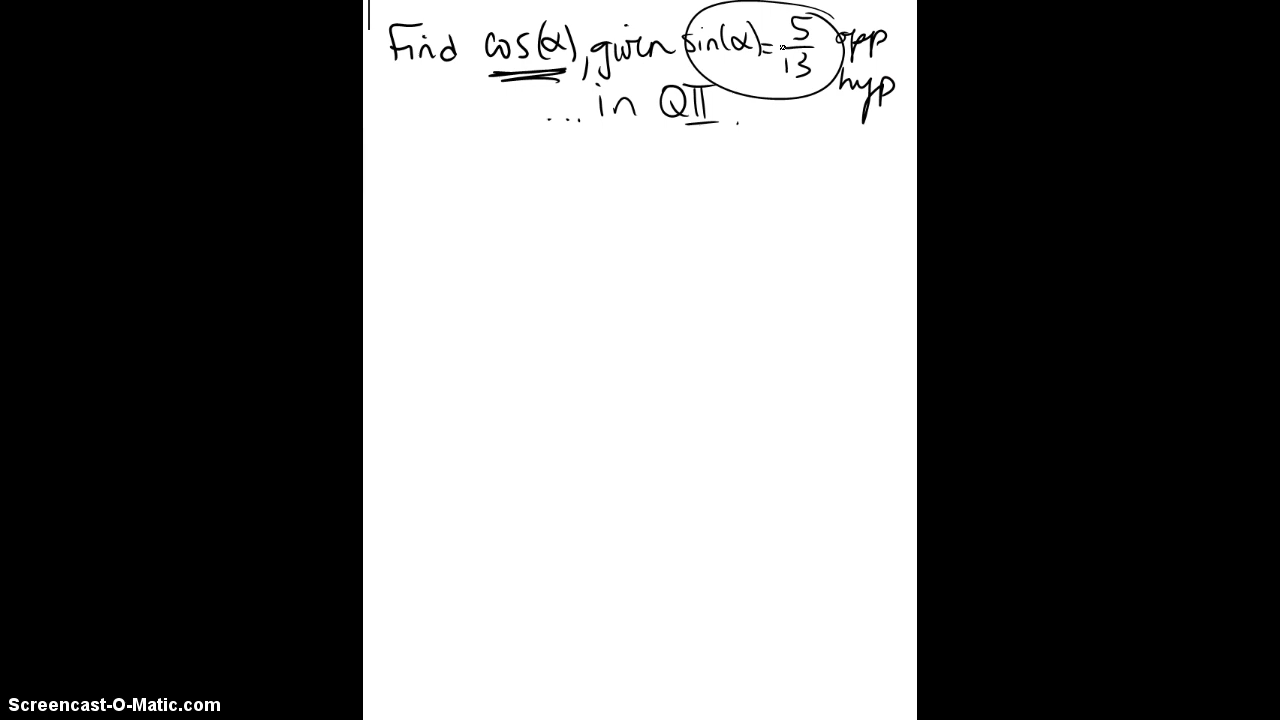 Find cos(α), given sin(α)= 5/13 opp hyp
... in QII.
Screencast-O-Matic.com